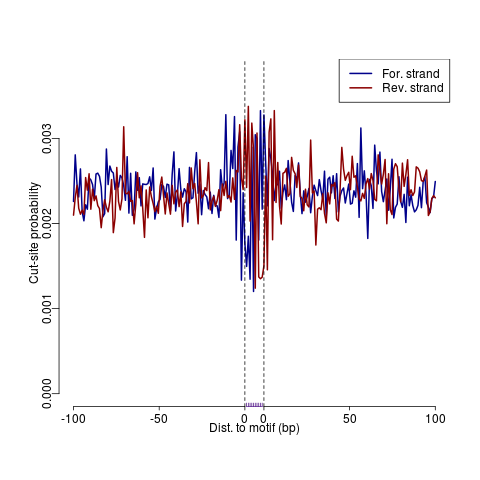 For. strand
Rev. strand
0.003
0.002
0.001
0.000
Cut-site probability
-100 -50 0 0 50 100
Dist. to motif (bp)